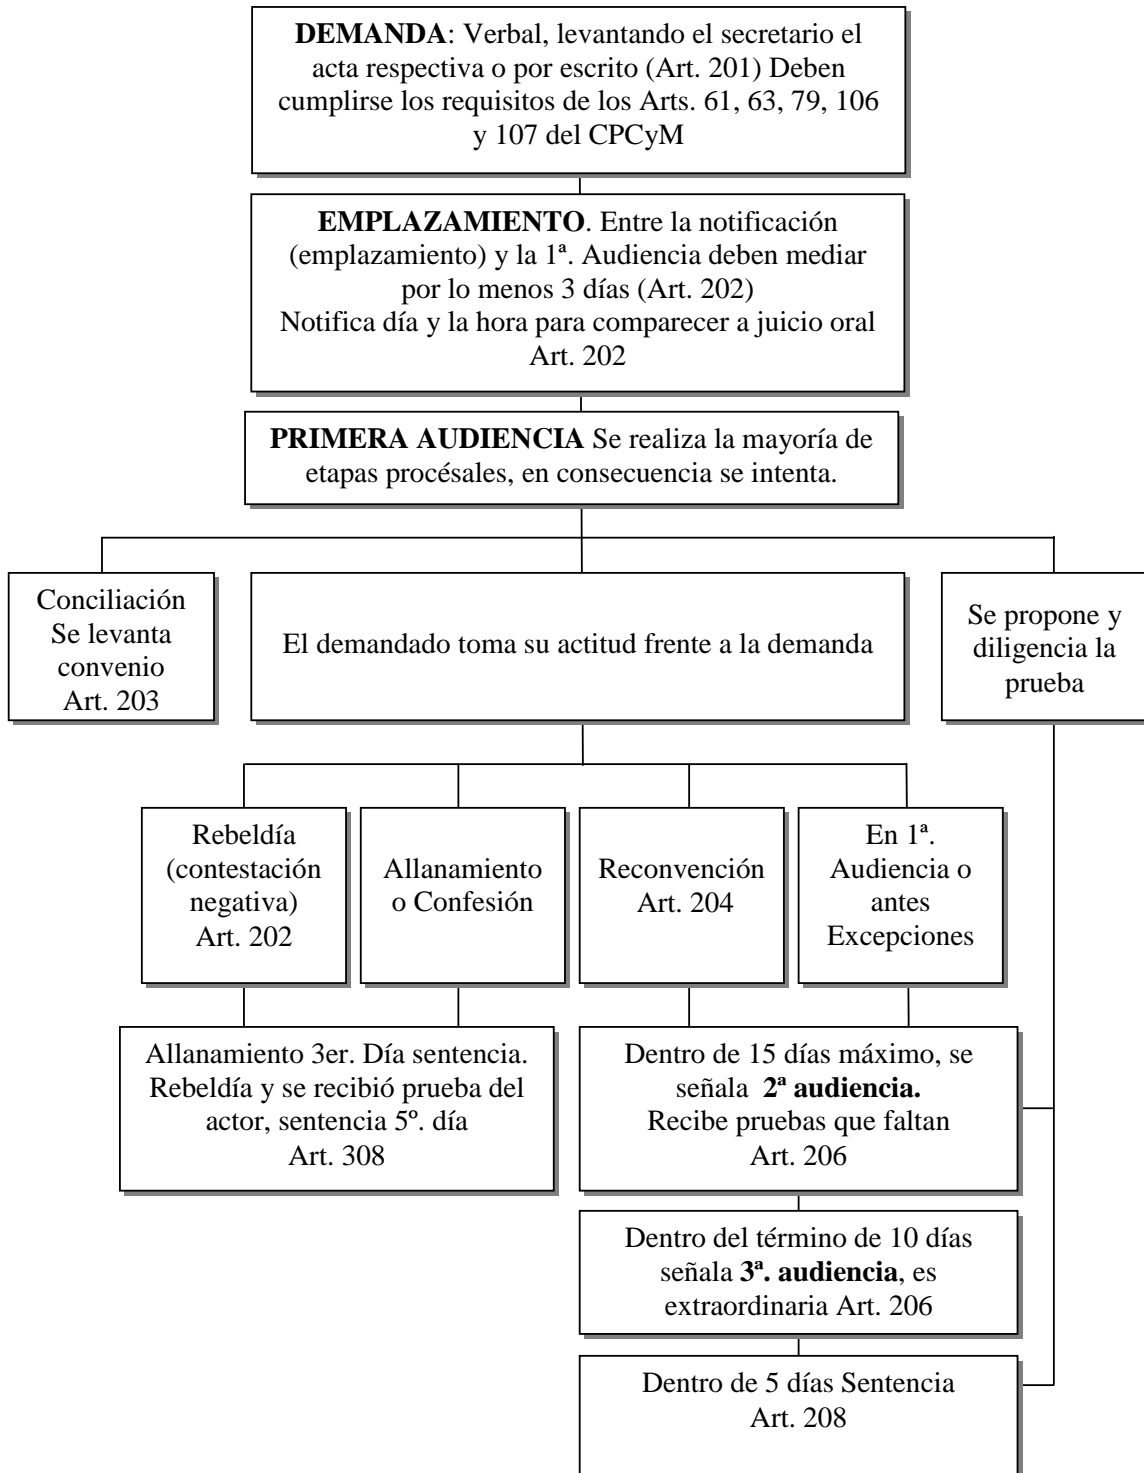 DEMANDA: Verbal, levantando el secretario el
acta respectiva o por escrito (Art. 201) Deben
cumplirse los requisitos de los Arts. 61, 63, 79, 106
y 107 del CPCyM
EMPLAZAMIENTO. Entre la notificación
(emplazamiento) y la 1ª. Audiencia deben mediar
por lo menos 3 días (Art. 202)
Notifica día y la hora para comparecer a juicio oral
Art. 202
PRIMERA AUDIENCIA Se realiza la mayoría de
etapas procésales, en consecuencia se intenta.
Conciliación
Se levanta
convenio
Art. 203
El demandado toma su actitud frente a la demanda
Se propone y
diligencia la
prueba
Rebeldía
(contestación
negativa)
Art. 202
Allanamiento
o Confesión
Reconvención
Art. 204
En 1ª.
Audiencia o
antes
Excepciones
Allanamiento 3er. Día sentencia.
Rebeldía y se recibió prueba del
actor, sentencia 5º. día
Art. 308
Dentro de 15 días máximo, se
señala 2ª audiencia.
Recibe pruebas que faltan
Art. 206
Dentro del término de 10 días
señala 3ª. audiencia, es
extraordinaria Art. 206
Dentro de 5 días Sentencia
Art. 208